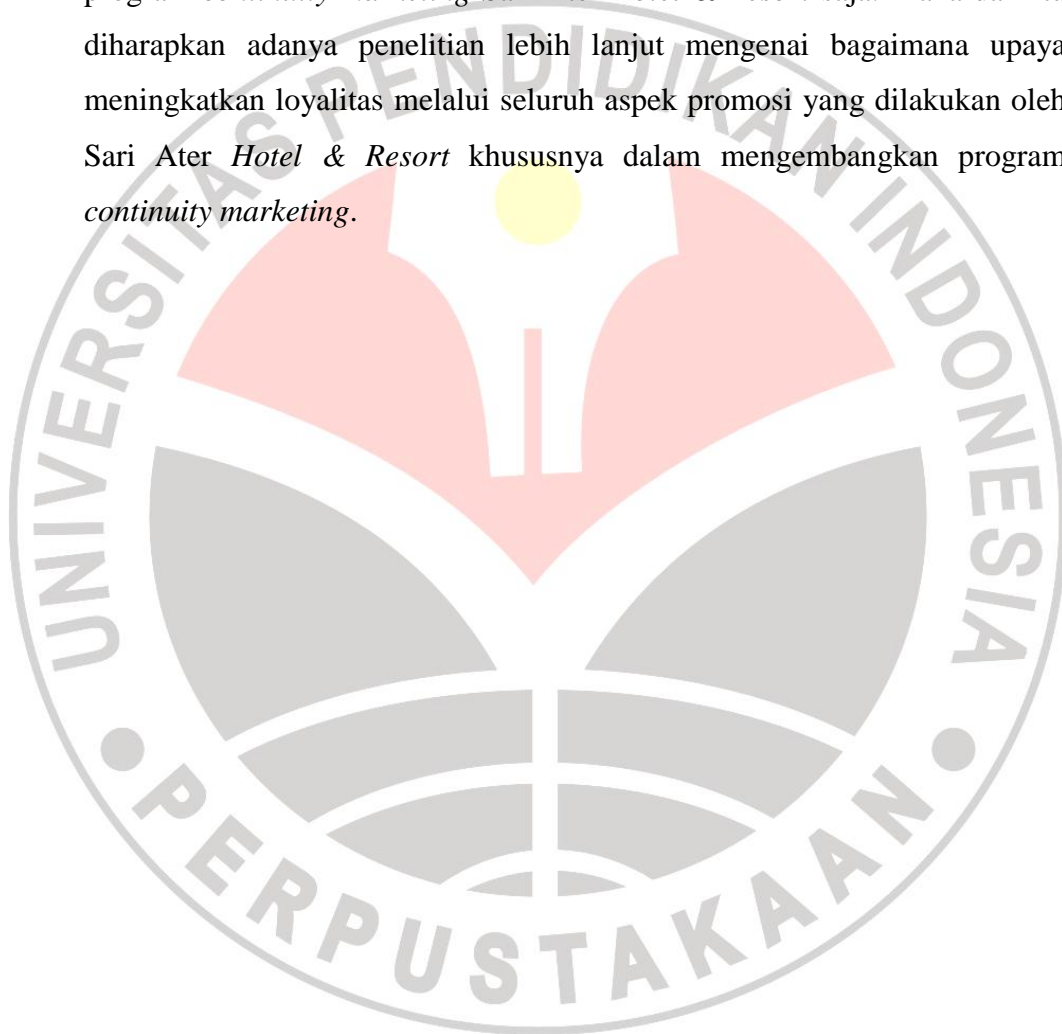 diharapkan adanya penelitian lebih lanjut mengenai bagaimana upaya
meningkatkan loyalitas melalui seluruh aspek promosi yang dilakukan oleh
Sari Ater Hotel & Resort khususnya dalam mengembangkan program
continuity marketing.
UNIVERSITAS PENDIDIKAN INDONESIA
PERPUSTAKAAN